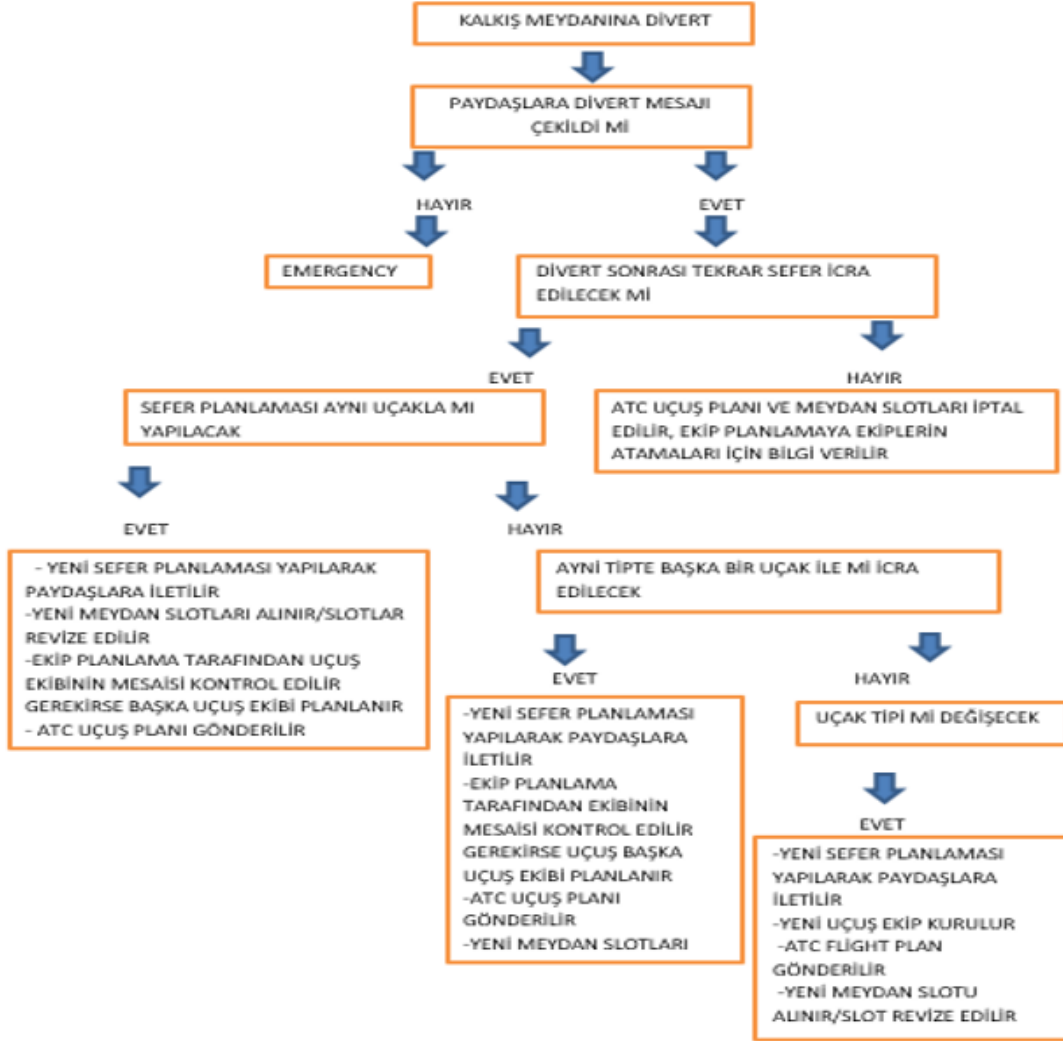 KALKIŞ MEYDANINA DİVERT
PAYDAŞLARA DİVERT MESAJI
ÇEKİLDİ Mİ
HAYIR
EVET
EMERGENCY
DİVERT SONRASI TEKRAR SEFER İCRA
EDİLECEK Mİ
EVET
HAYIR
SEFER PLANLAMASI AYNI UÇAKLA MI
YAPILACAK
ATC UÇUŞ PLANI VE MEYDAN SLOTLARI İPTAL
EDİLİR, EKİP PLANLAMAYA EKİPLERİN
ATAMALARI İÇİN BİLGİ VERİLİR
EVET
HAYIR
- YENİ SEFER PLANLAMASI YAPILARAK
PAYDAŞLARA İLETİLİR
-YENİ MEYDAN SLOTLARI ALINIR/SLOTLAR
REVİZE EDİLİR
-EKİP PLANLAMA TARAFINDAN UÇUŞ
EKİBİNİN MESAİSİ KONTROL EDİLİR
GEREKİRSE BAŞKA UÇUŞ EKİBİ PLANLANIR
- ATC UÇUŞ PLANI GÖNDERİLİR
AYNİ TİPTE BAŞKA BİR UÇAK İLE Mİ İCRA
EDİLECEK
EVET
HAYIR
-YENİ SEFER PLANLAMASI
YAPILARAK PAYDAŞLARA
İLETİLİR
-EKİP PLANLAMA
TARAFINDAN EKİBİNİN
MESAİSİ KONTROL EDİLİR
GEREKİRSE UÇUŞ BAŞKA
UÇUŞ EKİBİ PLANLANIR
-ATC UÇUŞ PLANI
GÖNDERİLİR
-YENİ MEYDAN SLOTLARI
UÇAK TİPİ Mİ DEĞİŞECEK
EVET
-YENİ SEFER PLANLAMASI
YAPILARAK PAYDAŞLARA
İLETİLİR
-YENİ UÇUŞ EKİP KURULUR
-ATC FLIGHT PLAN
GÖNDERİLİR
-YENİ MEYDAN SLOTU
ALINIR/SLOT REVİZE EDİLİR